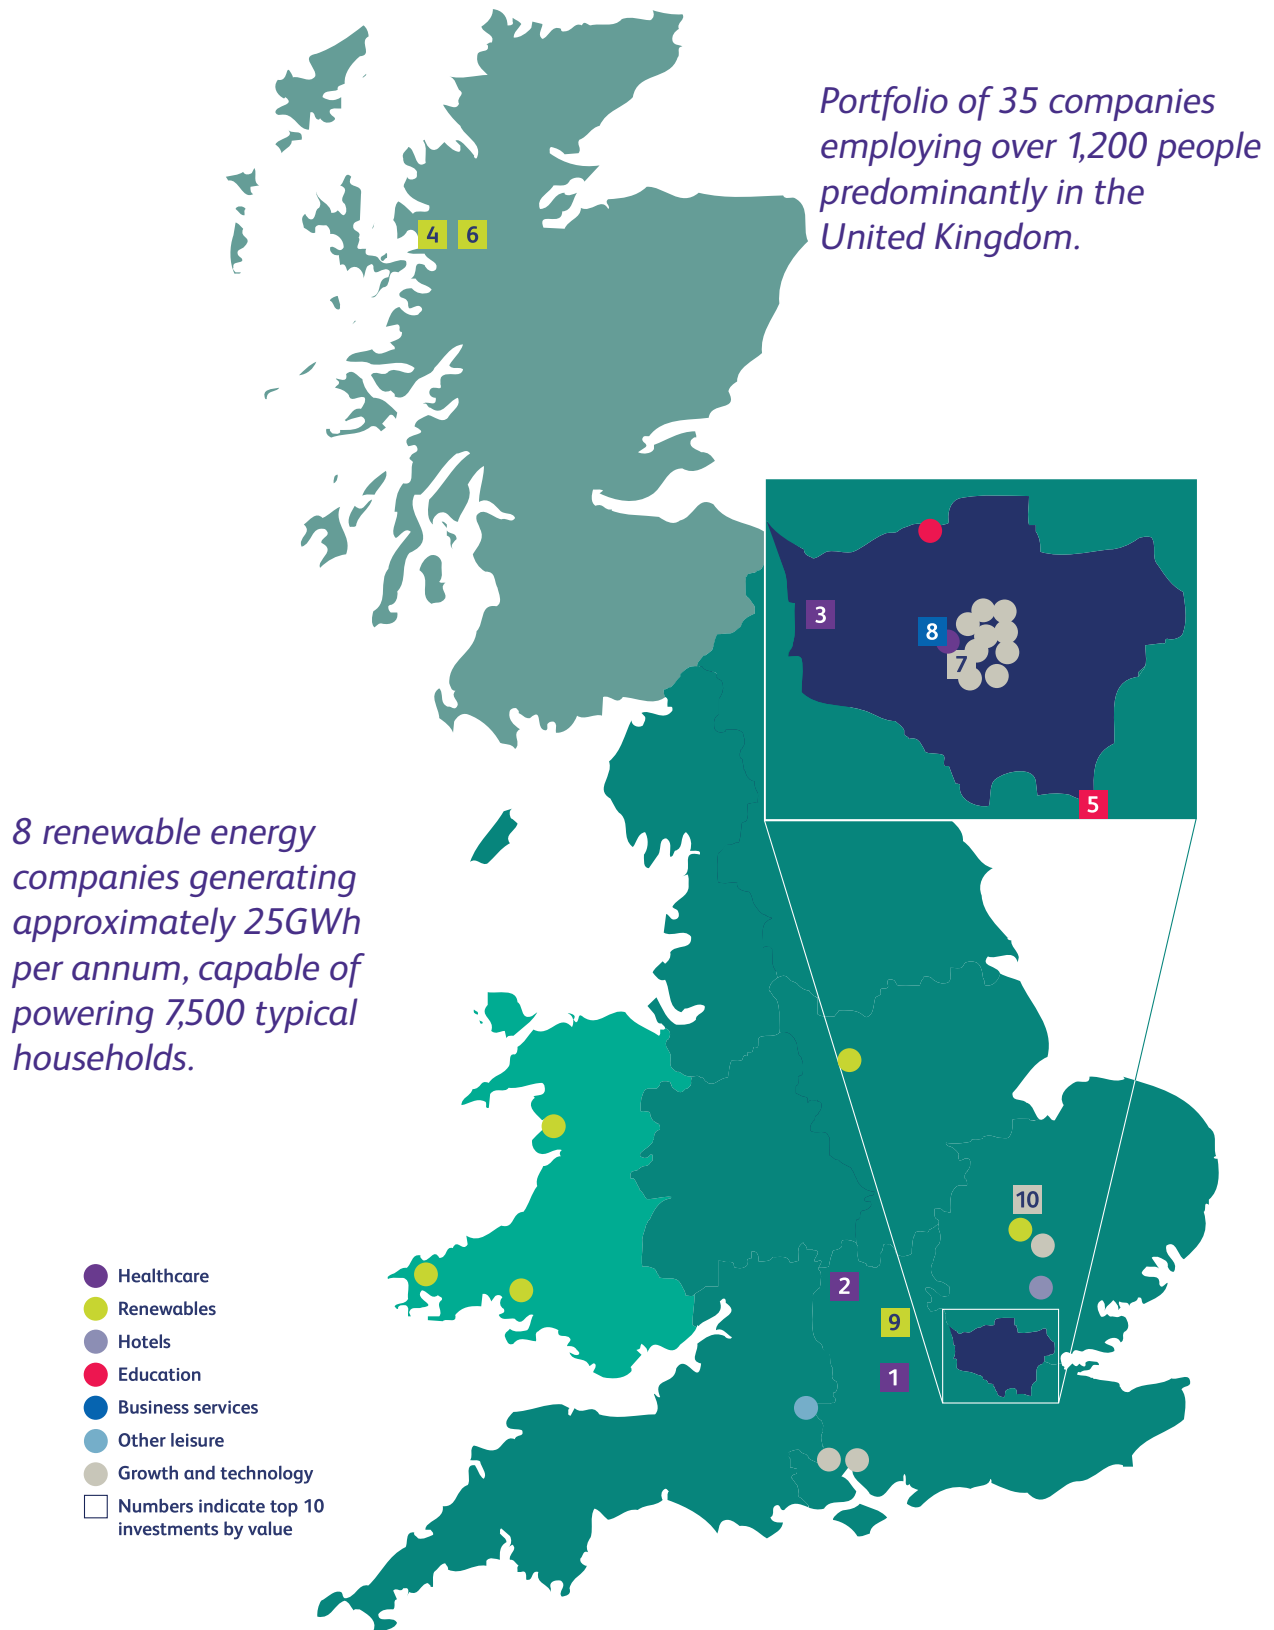 Portfolio of 35 companies
employing over 1,200 people
predominantly in the
United Kingdom.
4 6
3
8
7
5
8 renewable energy
companies generating
approximately 25GWh
per annum, capable of
powering 7,500 typical
households.
10
2
9
1
Healthcare
Renewables
Hotels
Education
Business services
Other leisure
Growth and technology
Numbers indicate top 10
investments by value